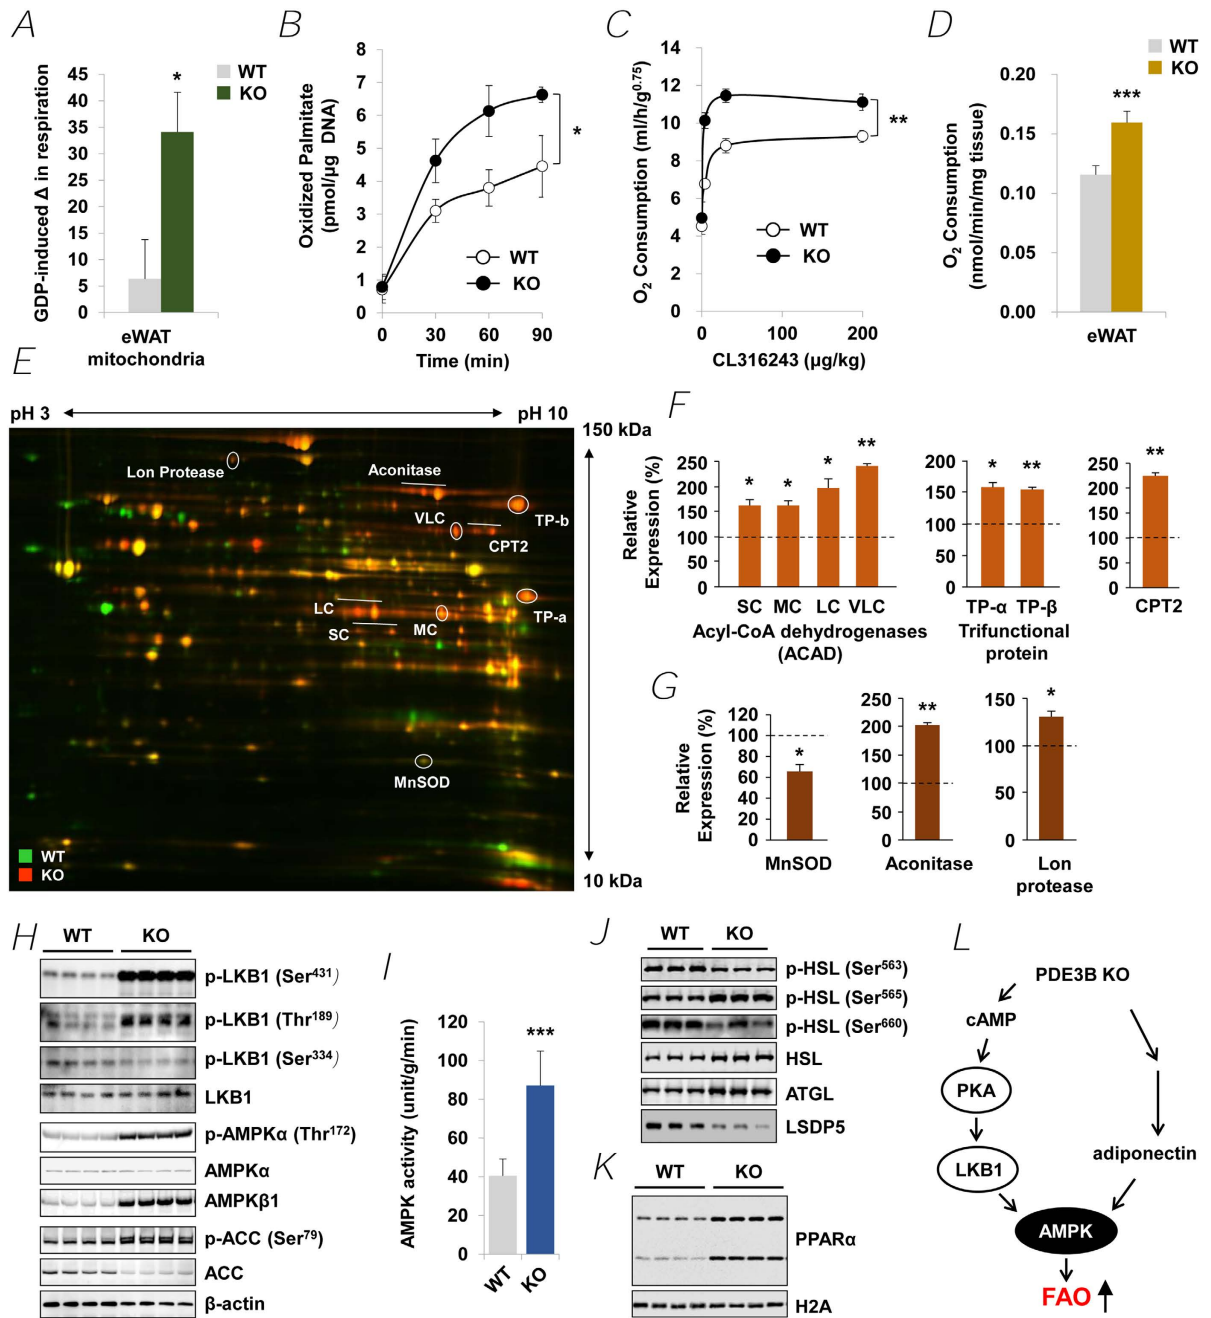 A
GDP-induced Δ in respiration
45
40
35
30
25
20
15
10
5
0
*
WT
KO
eWAT
mitochondria
B
Oxidized Palmitate
(pmol/µg DNA)
8
7
6
5
4
3
2
1
0
*
WT
KO
0 30 60 90
Time (min)
C
O2 Consumption (ml/h/g^0.75)
14
12
10
8
6
4
2
0
**
WT
KO
0 100 200
CL316243 (µg/kg)
D
WT
KO
O2 Consumption
(nmol/min/mg tissue)
0.20
0.15
0.10
0.05
0.00
***
eWAT
E
pH 3 pH 10
150 kDa
Lon Protease
Aconitase
VLC
TP-b
CPT2
LC
SC
MC
TP-a
MnSOD
WT
KO
10 kDa
F
Relative
Expression (%)
250
200
150
100
50
0
* * * **
SC MC LC VLC
Acyl-CoA dehydrogenases
(ACAD)
200
150
100
50
0
* **
TP-α TP-β
Trifunctional
protein
250
200
150
100
50
0
**
CPT2
G
Relative
Expression (%)
120
100
80
60
40
20
0
*
MnSOD
250
200
150
100
50
0
**
Aconitase
150
100
50
0
*
Lon
protease
H
WT KO
p-LKB1 (Ser431)
p-LKB1 (Thr189)
p-LKB1 (Ser334)
LKB1
p-AMPKα (Thr172)
AMPKα
AMPKβ1
p-ACC (Ser79)
ACC
β-actin
I
AMPK activity (unit/g/min)
120
100
80
60
40
20
0
***
WT KO
J
WT KO
p-HSL (Ser563)
p-HSL (Ser565)
p-HSL (Ser660)
HSL
ATGL
LSDP5
K
WT KO
PPARα
H2A
L
PDE3B KO
cAMP
PKA
LKB1
adiponectin
AMPK
FAO